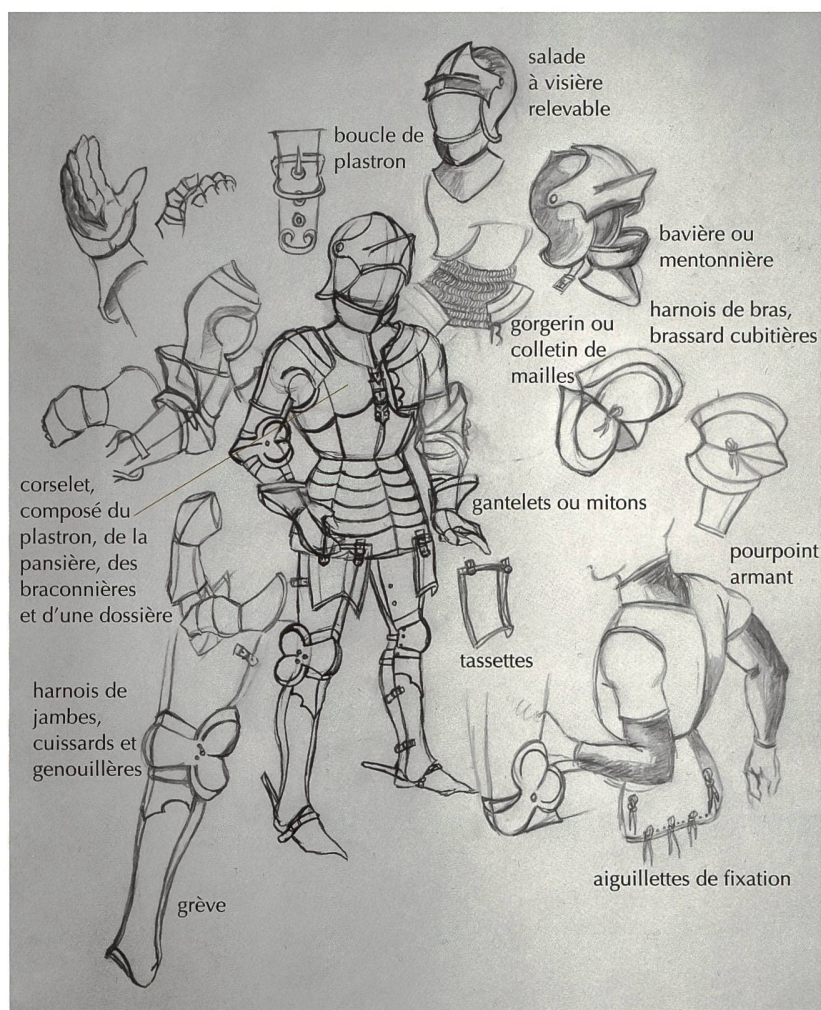 salade
à visière
relevable
boucle de
plastron
bavière ou
mentonnière
harnois de bras,
brassard cubitières
gorgerin ou
colletin de
mailles
corselet,
composé du
plastron, de la
pansière, des
braconnières
et d'une dossière
gantelets ou mitons
pourpoint
armant
tassettes
harnois de
jambes,
cuissards et
genouillères
aiguillettes de fixation
grève